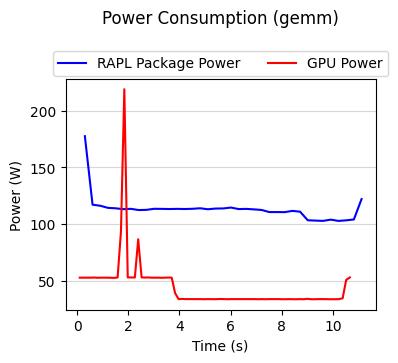 Power Consumption (gemm)
RAPL Package Power GPU Power
200
150
100
50
Power (W)
0 2 4 6 8 10
Time (s)